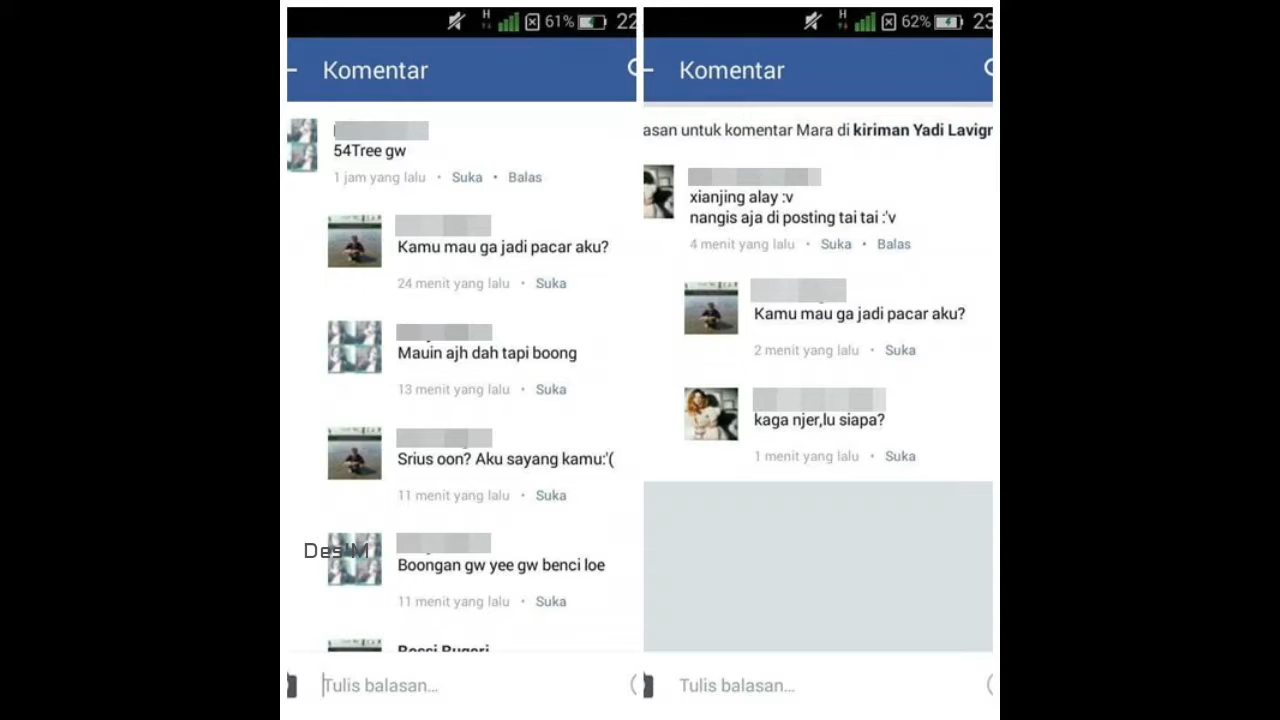 61% 22
Komentar
54Tree gw
1 jam yang lalu • Suka • Balas
Kamu mau ga jadi pacar aku?
24 menit yang lalu • Suka
Mauin ajh dah tapi boong
13 menit yang lalu • Suka
Srius oon? Aku sayang kamu:'(
11 menit yang lalu • Suka
Des!M
Boongan gw yee gw benci loe
11 menit yang lalu • Suka
Tulis balasan...
H 62% 23
Komentar
asan untuk komentar Mara di kiriman Yadi Lavigr
xianjing alay :v
nangis aja di posting tai tai :'v
4 menit yang lalu • Suka • Balas
Kamu mau ga jadi pacar aku?
2 menit yang lalu • Suka
kaga njer,lu siapa?
1 menit yang lalu • Suka
Tulis balasan...